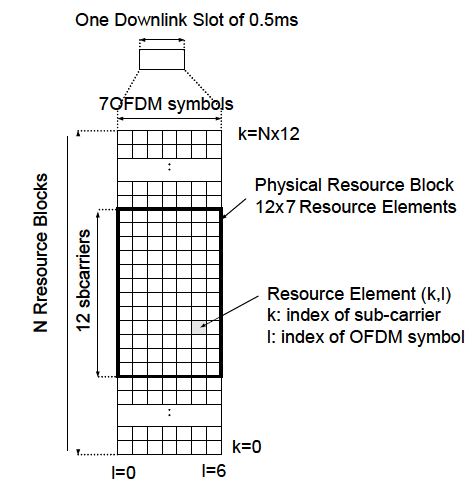 One Downlink Slot of 0.5ms
7OFDM symbols
k=Nx12
:
Physical Resource Block
12x7 Resource Elements
N Rresource Blocks
12 sbcarriers
Resource Element (k,l)
k: index of sub-carrier
l: index of OFDM symbol
:
k=0
l=0
l=6